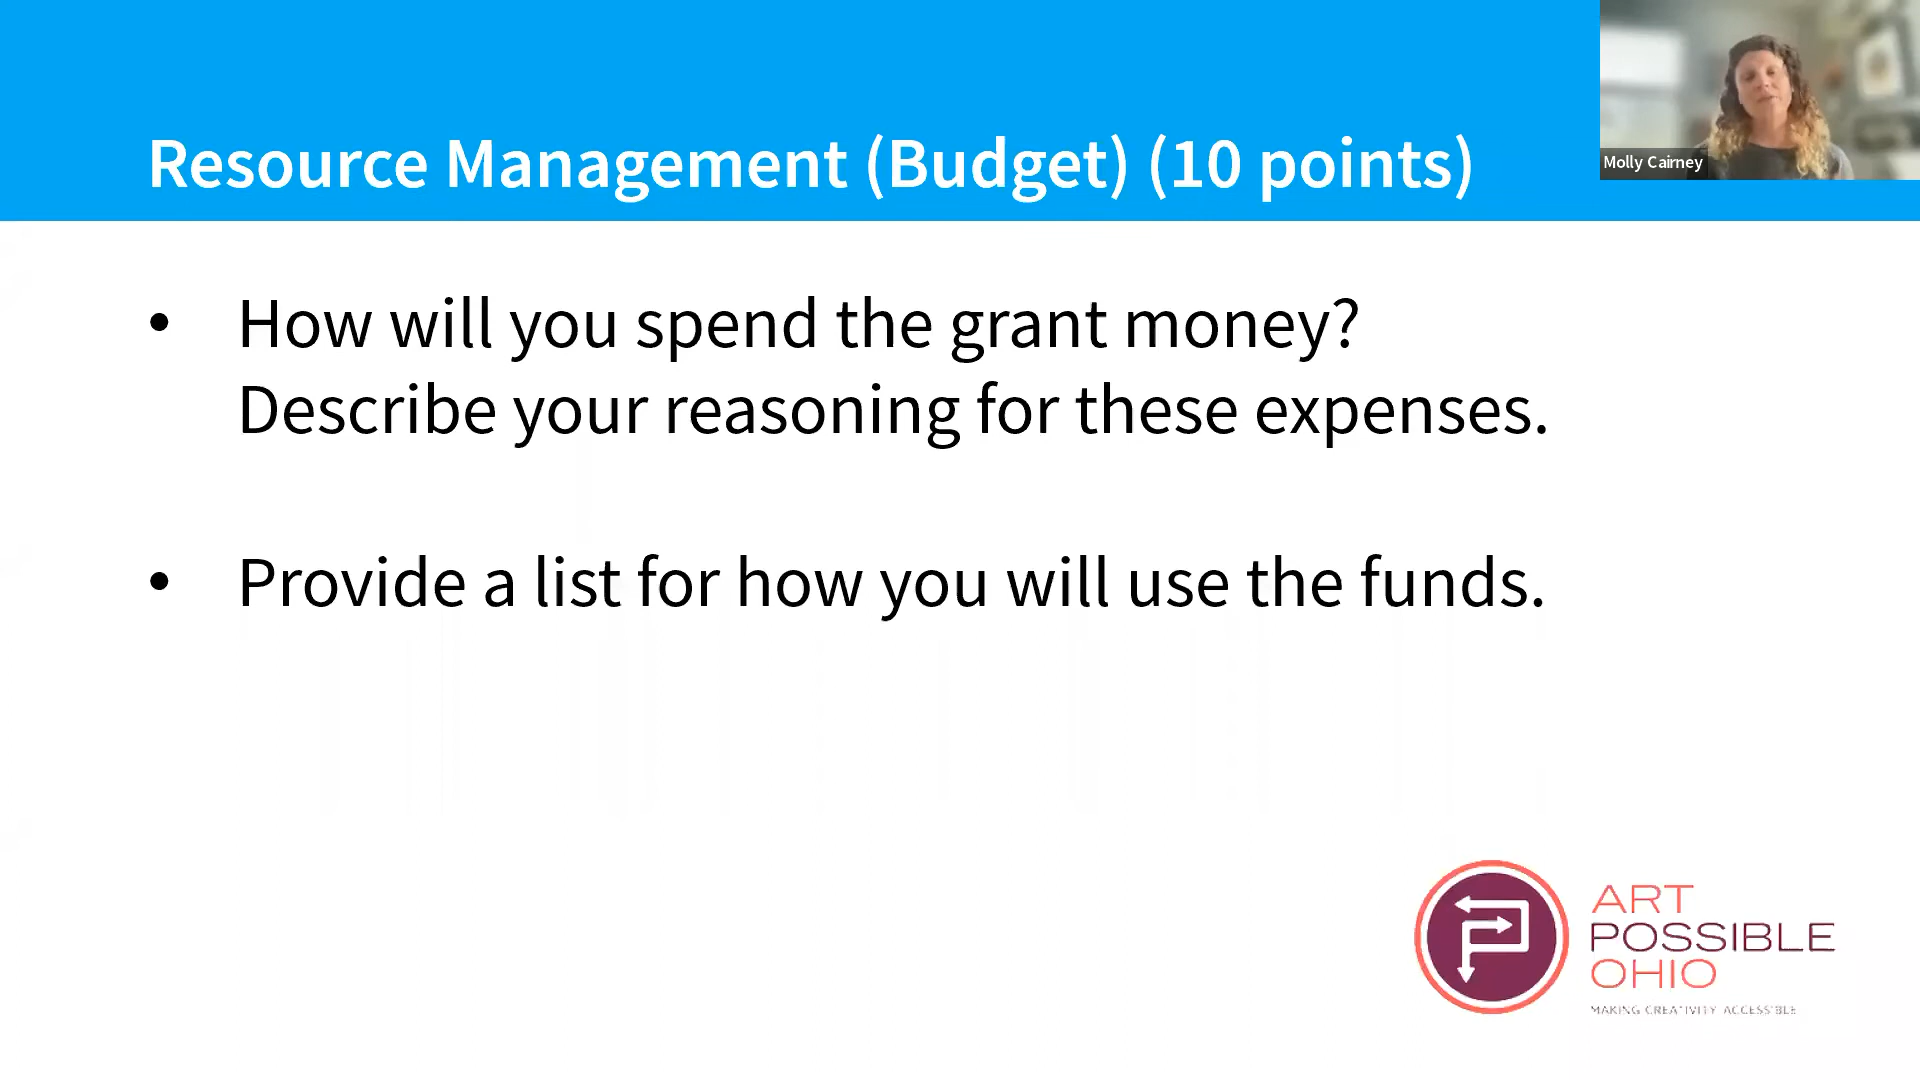 Resource Management (Budget) (10 points)
Molly Cairney
• How will you spend the grant money?
Describe your reasoning for these expenses.
• Provide a list for how you will use the funds.
ART
POSSIBLE
OHIO
MAKING CREATIVITY ACCESSIBLE